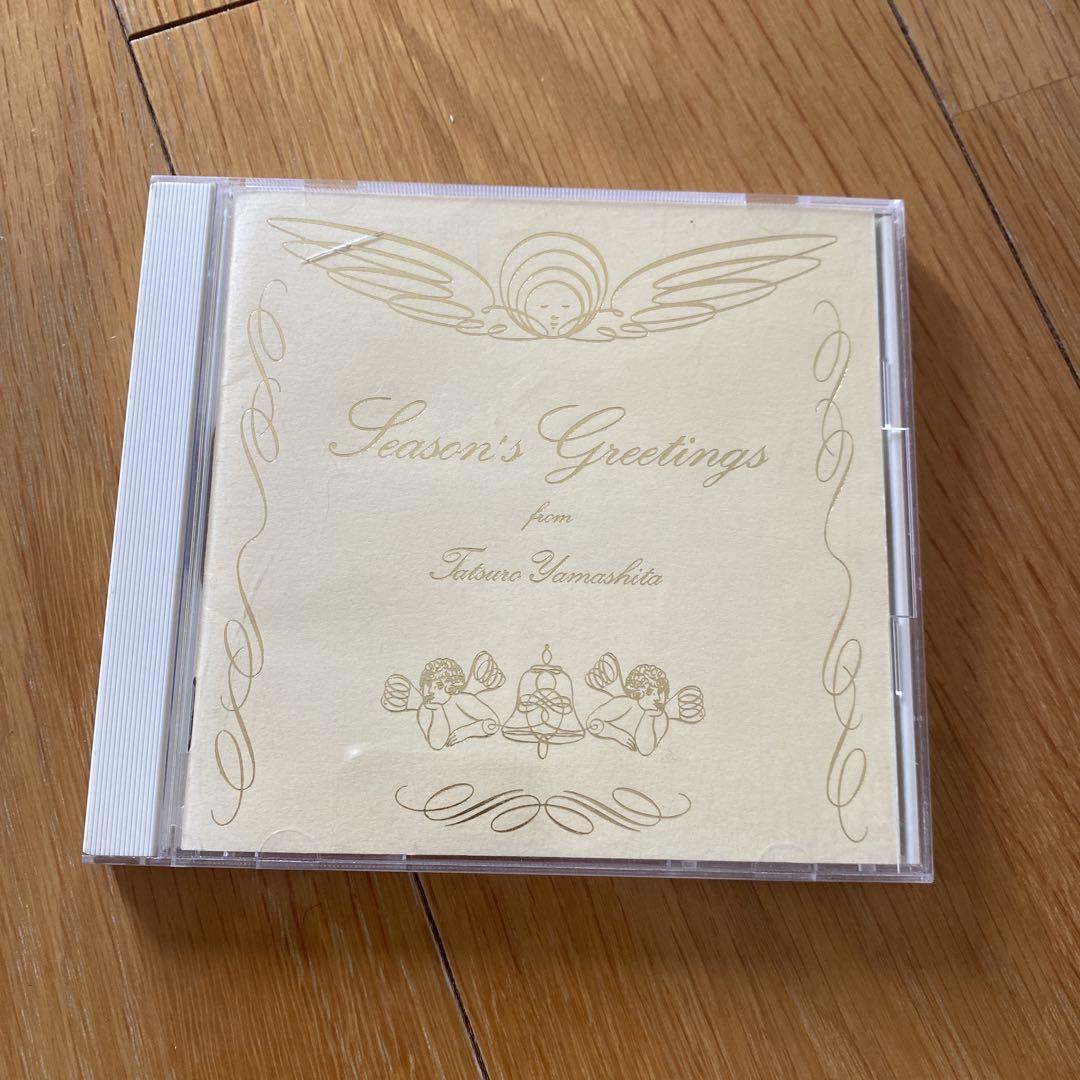 Season's Greetings
from
Tatsuro Yamashita